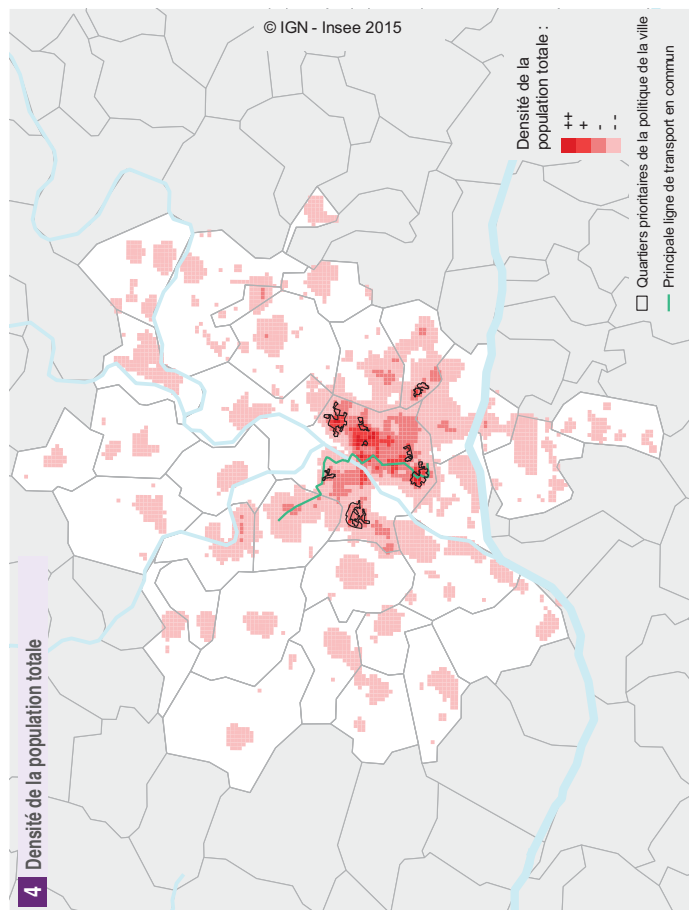 4 Densité de la population totale
© IGN - Insee 2015
Densité de la
population totale :
++
+
-
--
Quartiers prioritaires de la politique de la ville
Principale ligne de transport en commun